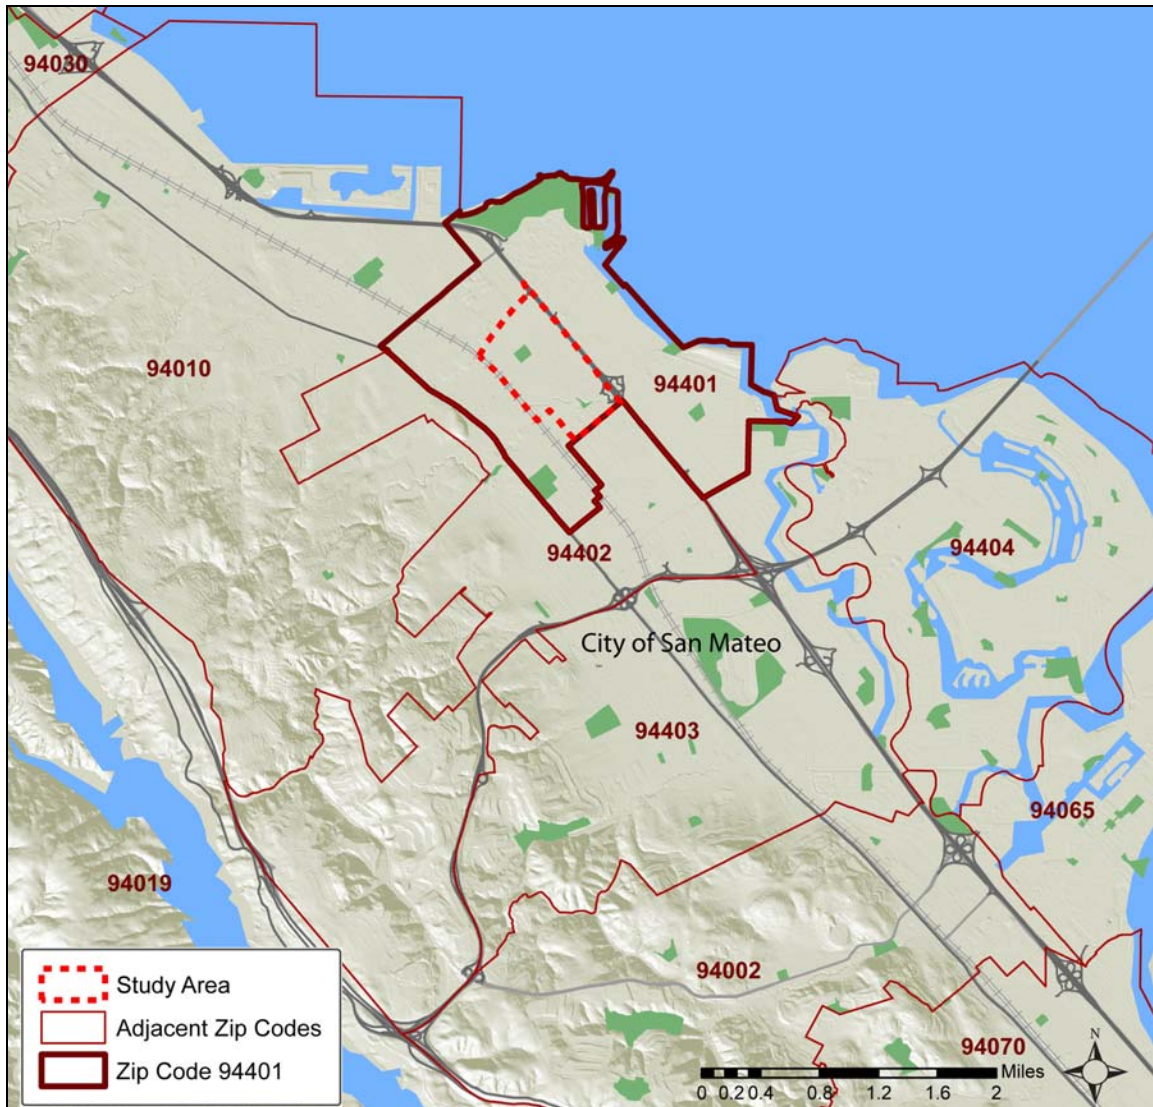 94030
94010
94401
94402
94404
City of San Mateo
94403
94065
94019
94002
94070
Study Area
Adjacent Zip Codes
Zip Code 94401
N
Miles
0 0.2 0.4 0.8 1.2 1.6 2